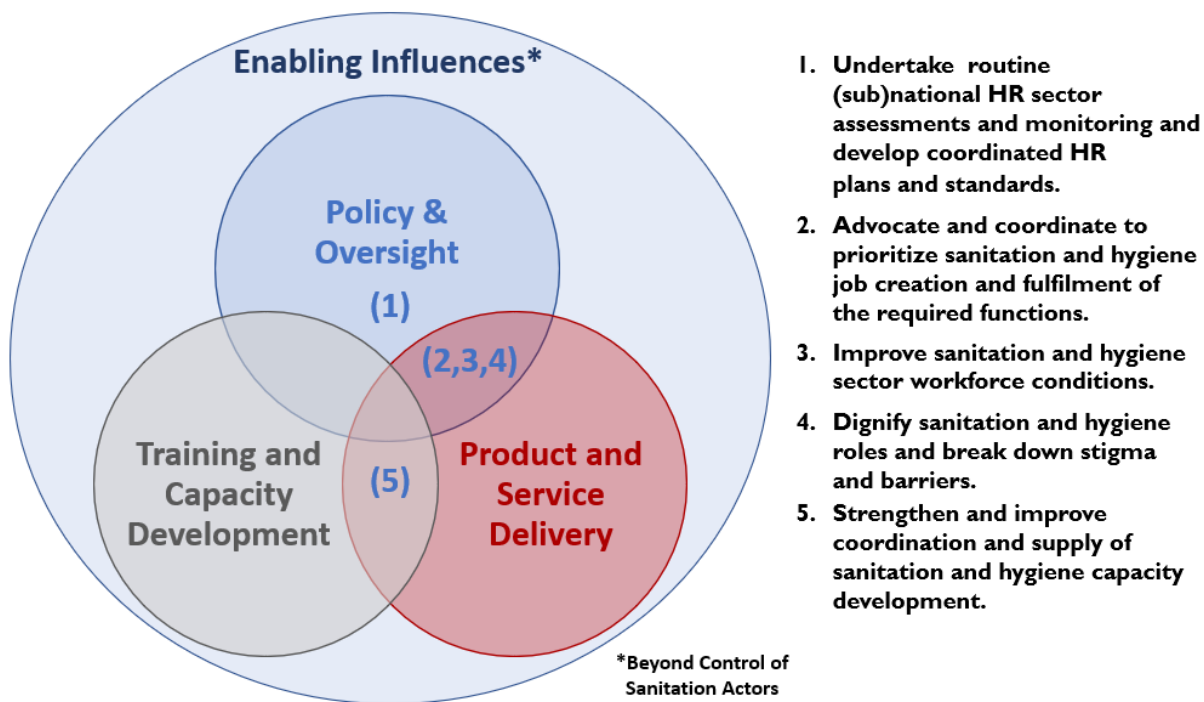 Enabling Influences*
Policy &
Oversight
(1)
(2,3,4)
Training and
Capacity
Development
(5)
Product and
Service
Delivery
*Beyond Control of
Sanitation Actors
1. Undertake routine
(sub)national HR sector
assessments and monitoring and
develop coordinated HR
plans and standards.
2. Advocate and coordinate to
prioritize sanitation and hygiene
job creation and fulfilment of
the required functions.
3. Improve sanitation and hygiene
sector workforce conditions.
4. Dignify sanitation and hygiene
roles and break down stigma
and barriers.
5. Strengthen and improve
coordination and supply of
sanitation and hygiene capacity
development.